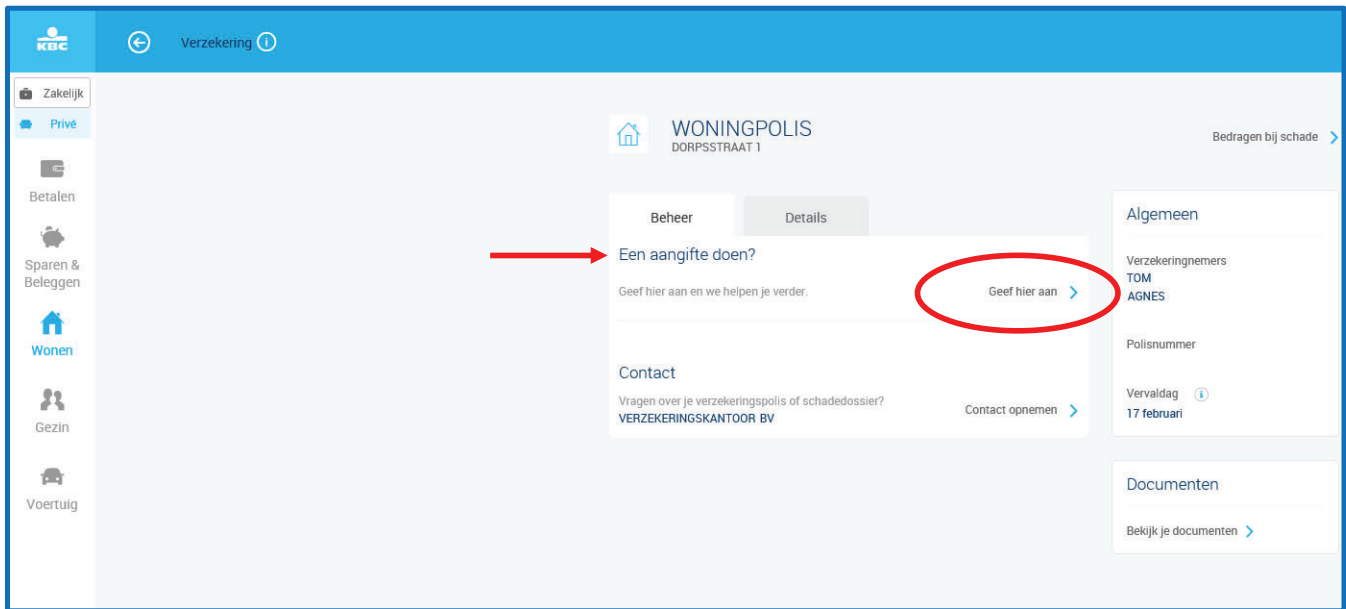 KBC
Verzekering
Zakelijk
Privé
Betalen
Sparen &
Beleggen
Wonen
Gezin
Voertuig
WONINGPOLIS
DORPSSTRAAT 1
Bedragen bij schade
Beheer
Details
Een aangifte doen?
Geef hier aan en we helpen je verder.
Geef hier aan
Contact
Vragen over je verzekeringspolis of schadedossier?
VERZEKERINGSKANTOOR BV
Contact opnemen
Algemeen
Verzekeringnemers
TOM
AGNES
Polisnummer
Vervaldag
17 februari
Documenten
Bekijk je documenten